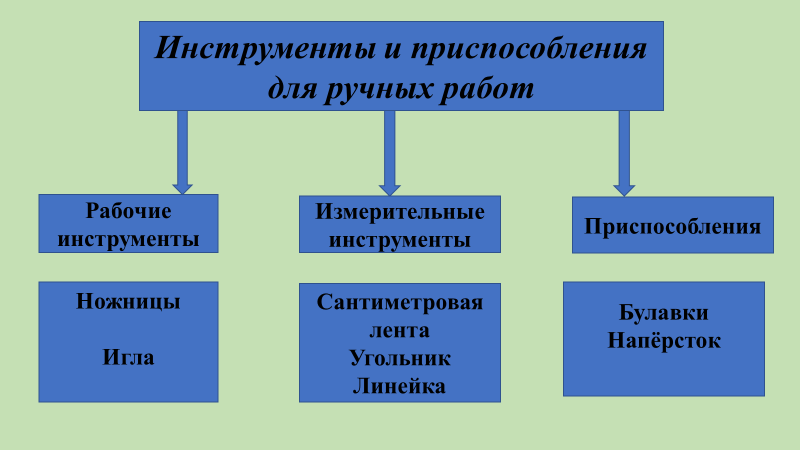 Инструменты и приспособления
для ручных работ
Рабочие
инструменты
Измерительные
инструменты
Приспособления
Ножницы
Игла
Сантиметровая
лента
Угольник
Линейка
Булавки
Напёрсток